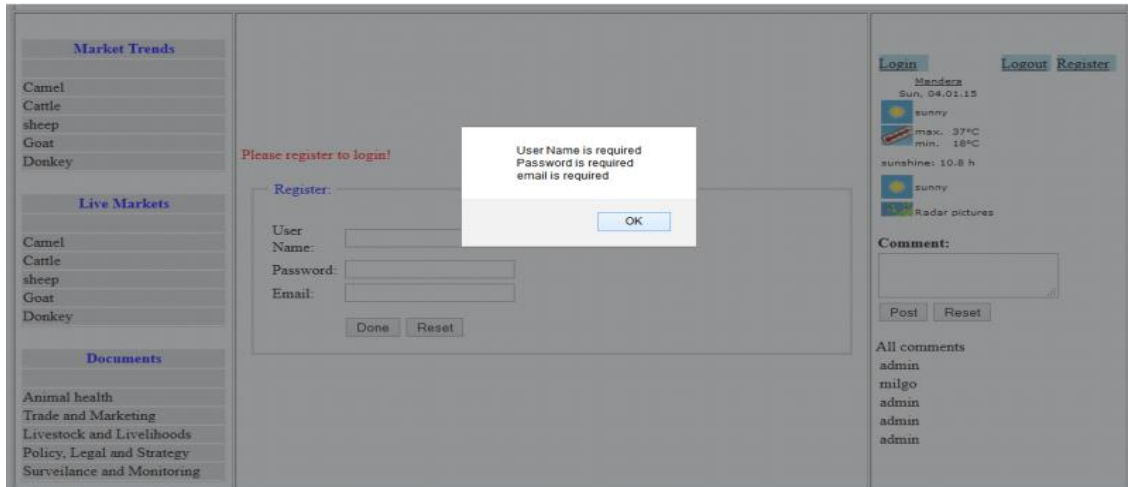 Market Trends
Camel
Cattle
sheep
Goat
Donkey
Live Markets
Camel
Cattle
sheep
Goat
Donkey
Documents
Animal health
Trade and Marketing
Livestock and Livelihoods
Policy, Legal and Strategy
Surveilance and Monitoring
Please register to login!
Register:
User
Name:
Password:
Email:
Done Reset
User Name is required
Password is required
email is required
OK
Login Logout Register
Mandera
Sun, 04.01.15
sunny
max. 37°C
min. 18°C
sunshine: 10.8 h
sunny
Radar pictures
Comment:
Post Reset
All comments
admin
milgo
admin
admin
admin